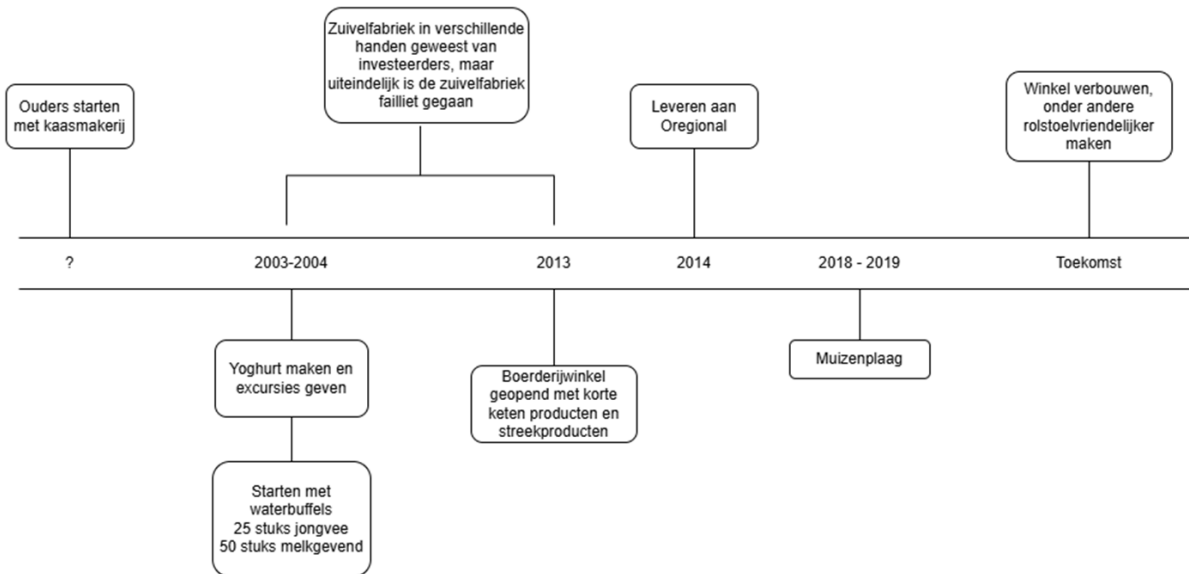 Zuivelfabriek in verschillende
handen geweest van
investeerders, maar
uiteindelijk is de zuivelfabriek
failliet gegaan
Ouders starten
met kaasmakerij
Leveren aan
Oregional
Winkel verbouwen,
onder andere
rolstoelvriendelijker
maken
?
2003-2004
2013
2014
2018 - 2019
Toekomst
Yoghurt maken en
excursies geven
Boerderijwinkel
geopend met korte
keten producten en
streekproducten
Muizenplaag
Starten met
waterbuffels
25 stuks jongvee
50 stuks melkgevend